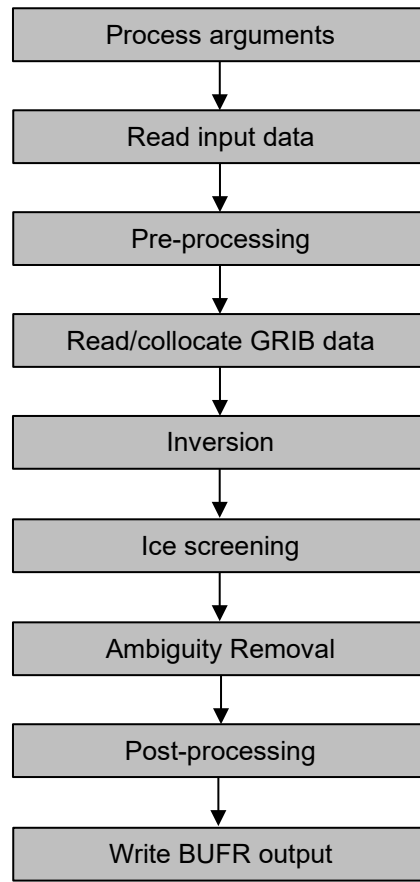 Process arguments
Read input data
Pre-processing
Read/collocate GRIB data
Inversion
Ice screening
Ambiguity Removal
Post-processing
Write BUFR output